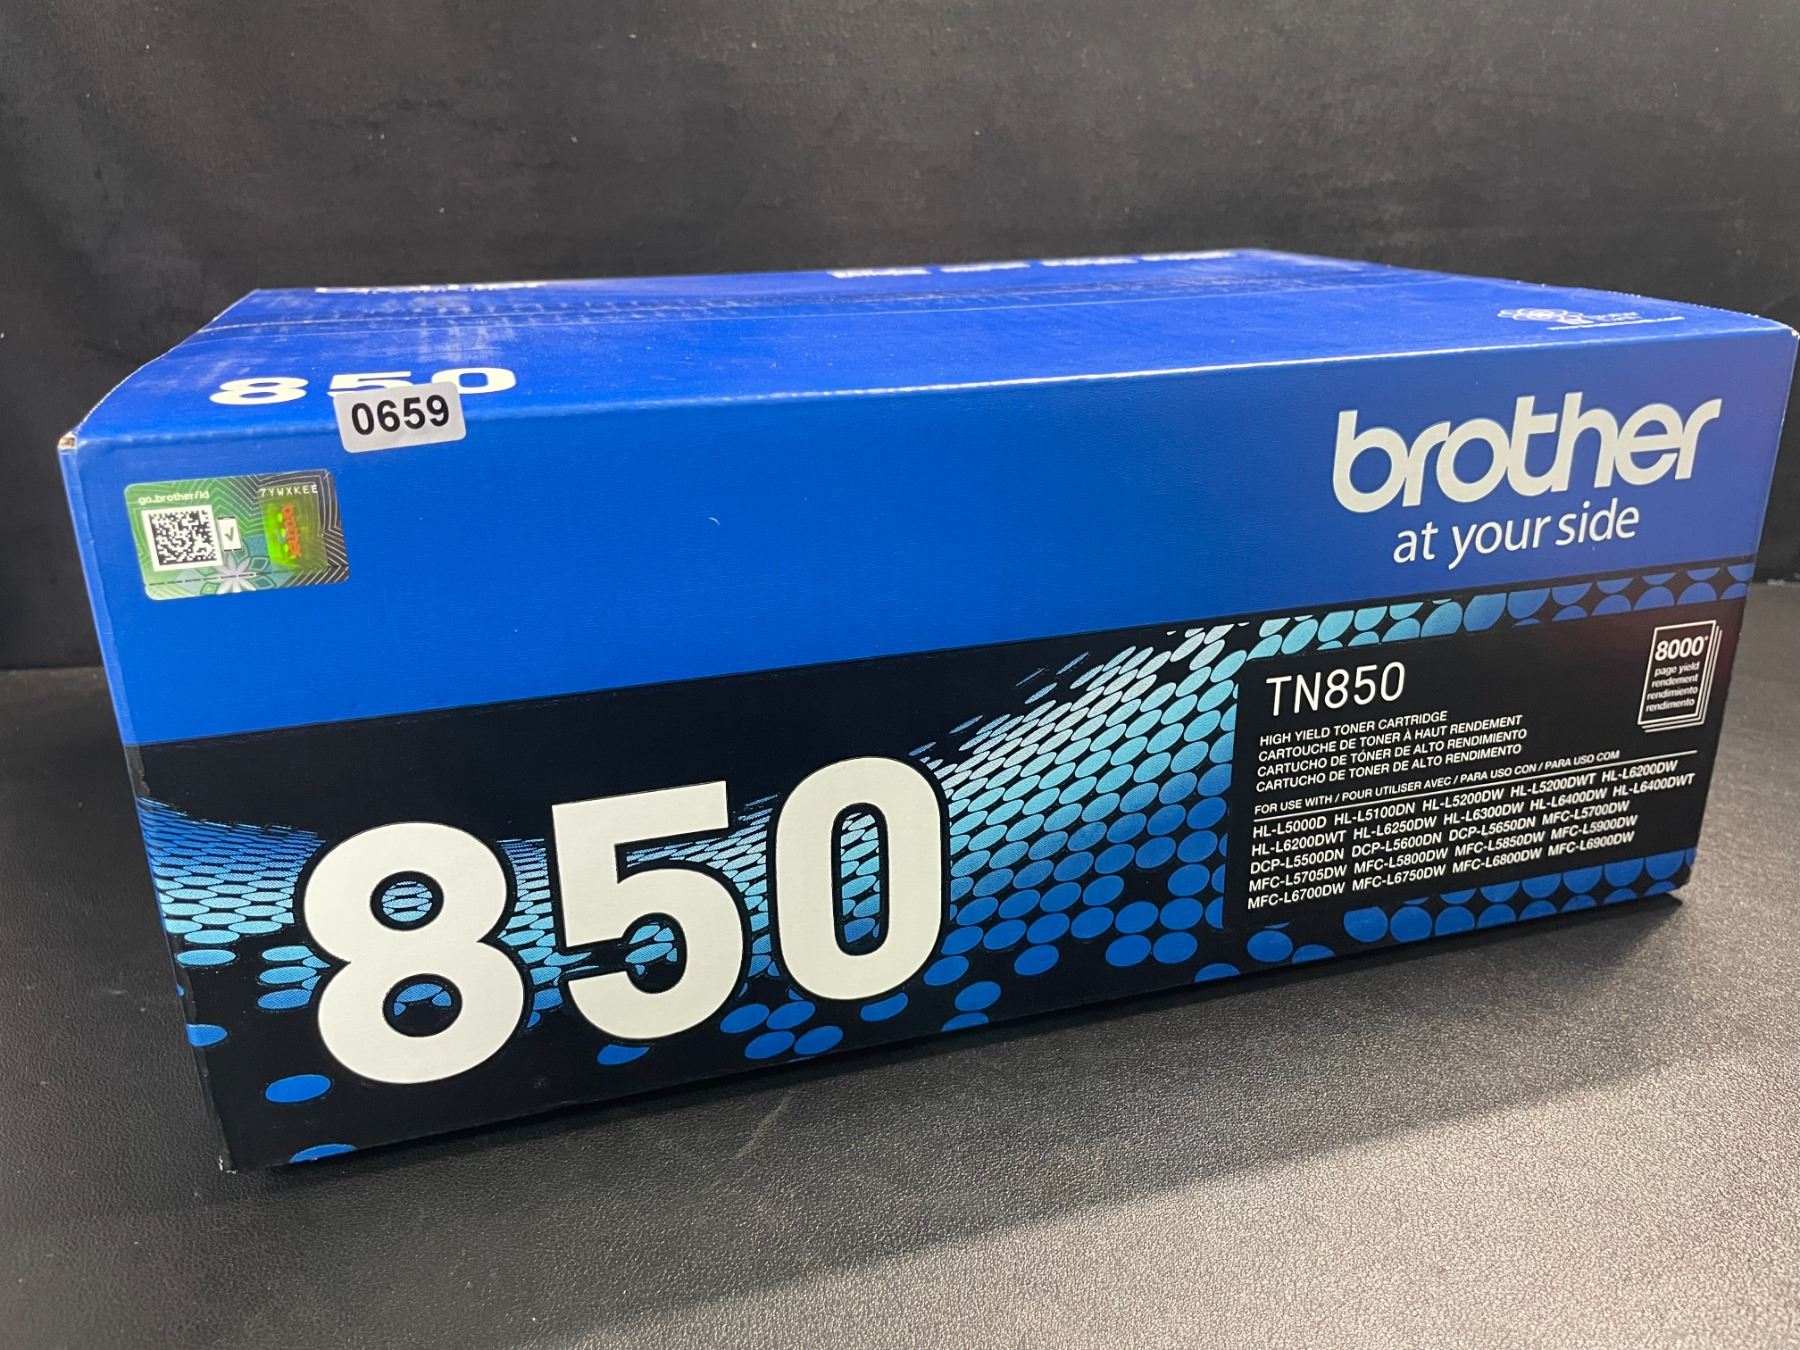 850
0659
go.brother/id
7YWXKEE
brother
at your side
TN850
8000*
page yield
rendement
rendimiento
rendimento
HIGH YIELD TONER CARTRIDGE
CARTOUCHE DE TONER À HAUT RENDEMENT
CARTUCHO DE TÓNER DE ALTO RENDIMIENTO
CARTUCHO DE TONER DE ALTO RENDIMENTO
FOR USE WITH / POUR UTILISER AVEC / PARA USO CON / PARA USO COM
HL-L5000D HL-L5100DN HL-L5200DW HL-L5200DWT HL-L6200DW
HL-L6200DWT HL-L6250DW HL-L6300DW HL-L6400DW HL-L6400DWT
DCP-L5500DN DCP-L5600DN DCP-L5650DN MFC-L5700DW
MFC-L5705DW MFC-L5800DW MFC-L5850DW MFC-L5900DW
MFC-L6700DW MFC-L6750DW MFC-L6800DW MFC-L6900DW
850